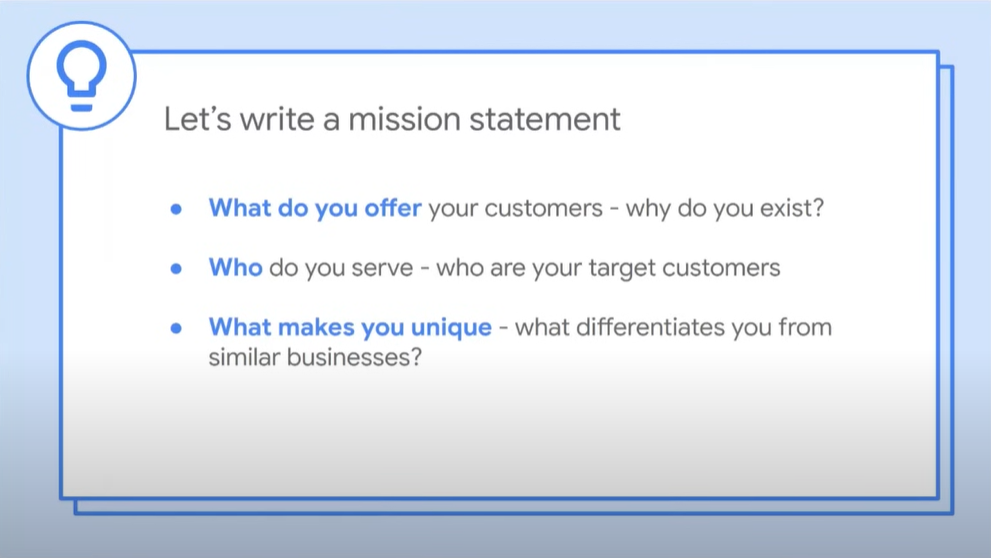 Let's write a mission statement
● What do you offer your customers - why do you exist?
● Who do you serve - who are your target customers
● What makes you unique - what differentiates you from
similar businesses?